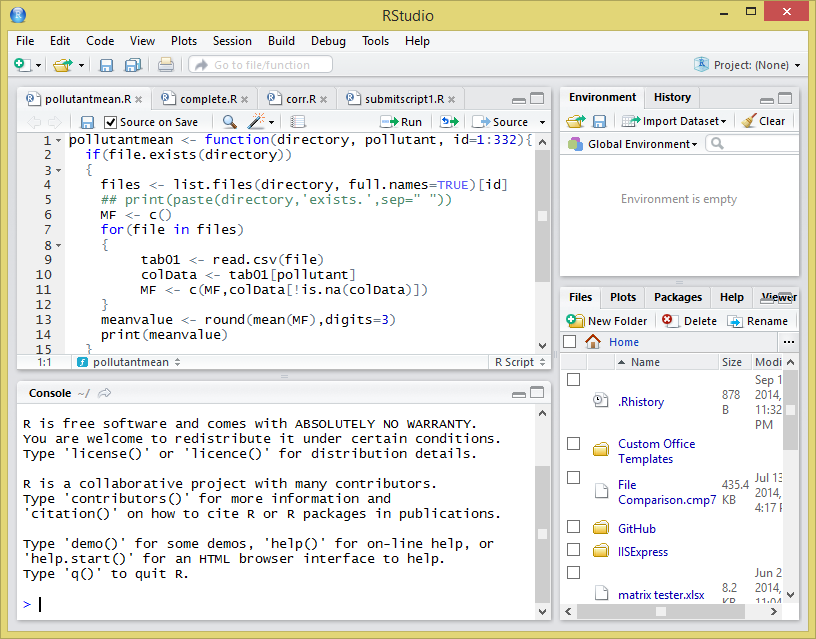 RStudio
File Edit Code View Plots Session Build Debug Tools Help
Go to file/function
Project: (None)
pollutantmean.R × complete.R × corr.R × submitscript1.R ×
Source on Save Run Source
1 pollutantmean <- function(directory, pollutant, id=1:332){
2 if(file.exists(directory))
3 {
4 files <- list.files(directory, full.names=TRUE)[id]
5 ## print(paste(directory,'exists.',sep=" "))
6 MF <- c()
7 for(file in files)
8 {
9 tab01 <- read.csv(file)
10 colData <- tab01[pollutant]
11 MF <- c(MF,colData[!is.na(colData)])
12 }
13 meanvalue <- round(mean(MF),digits=3)
14 print(meanvalue)
15 }
1:1 pollutantmean R Script
Console ~/
R is free software and comes with ABSOLUTELY NO WARRANTY.
You are welcome to redistribute it under certain conditions.
Type 'license()' or 'licence()' for distribution details.
R is a collaborative project with many contributors.
Type 'contributors()' for more information and
'citation()' on how to cite R or R packages in publications.
Type 'demo()' for some demos, 'help()' for on-line help, or
'help.start()' for an HTML browser interface to help.
Type 'q()' to quit R.
>
Environment History
Import Dataset Clear
Global Environment
Environment is empty
Files Plots Packages Help Viewer
New Folder Delete Rename
Home ...
Name Size Modi
.Rhistory 878 B Sep 1 2014, 11:32 PM
Custom Office Templates
File Comparison.cmp7 435.4 KB Jul 13 2014, 4:17 P
GitHub
IISExpress
matrix tester.xlsx 8.2 KB Jun 2 2014, 11:04